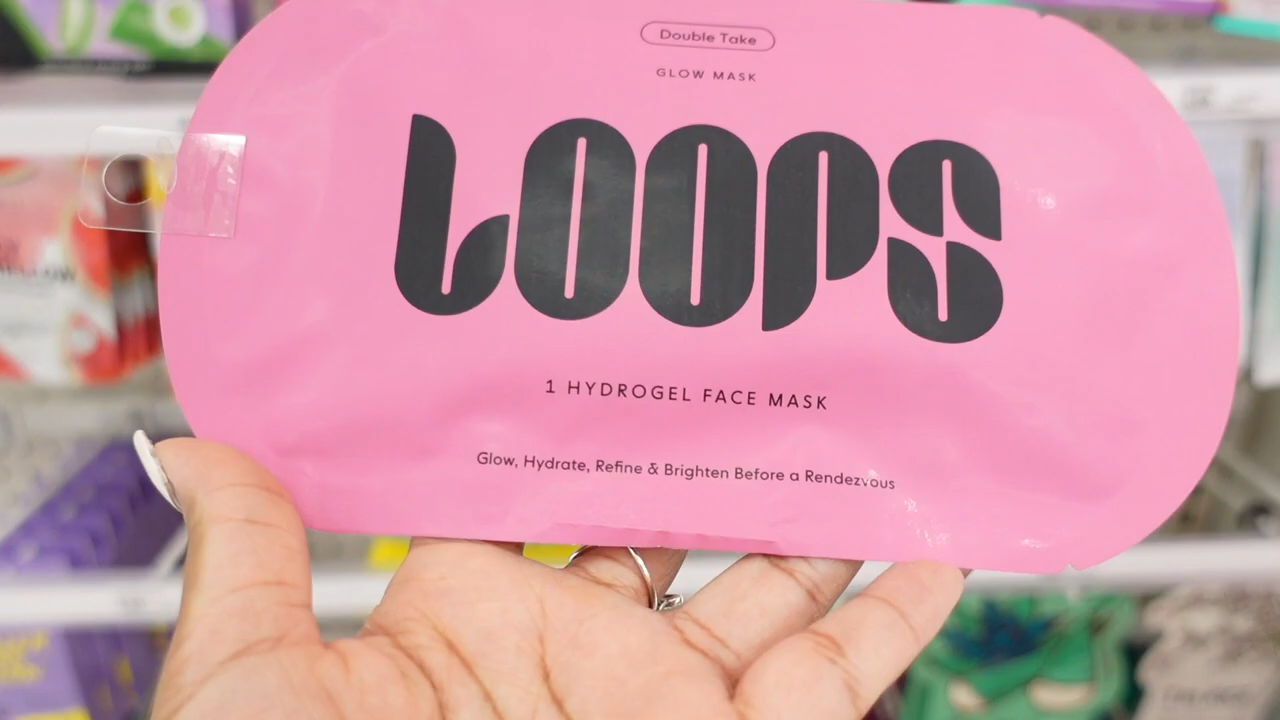 Double Take
GLOW MASK
LOOPS
1 HYDROGEL FACE MASK
Glow, Hydrate, Refine & Brighten Before a Rendezvous